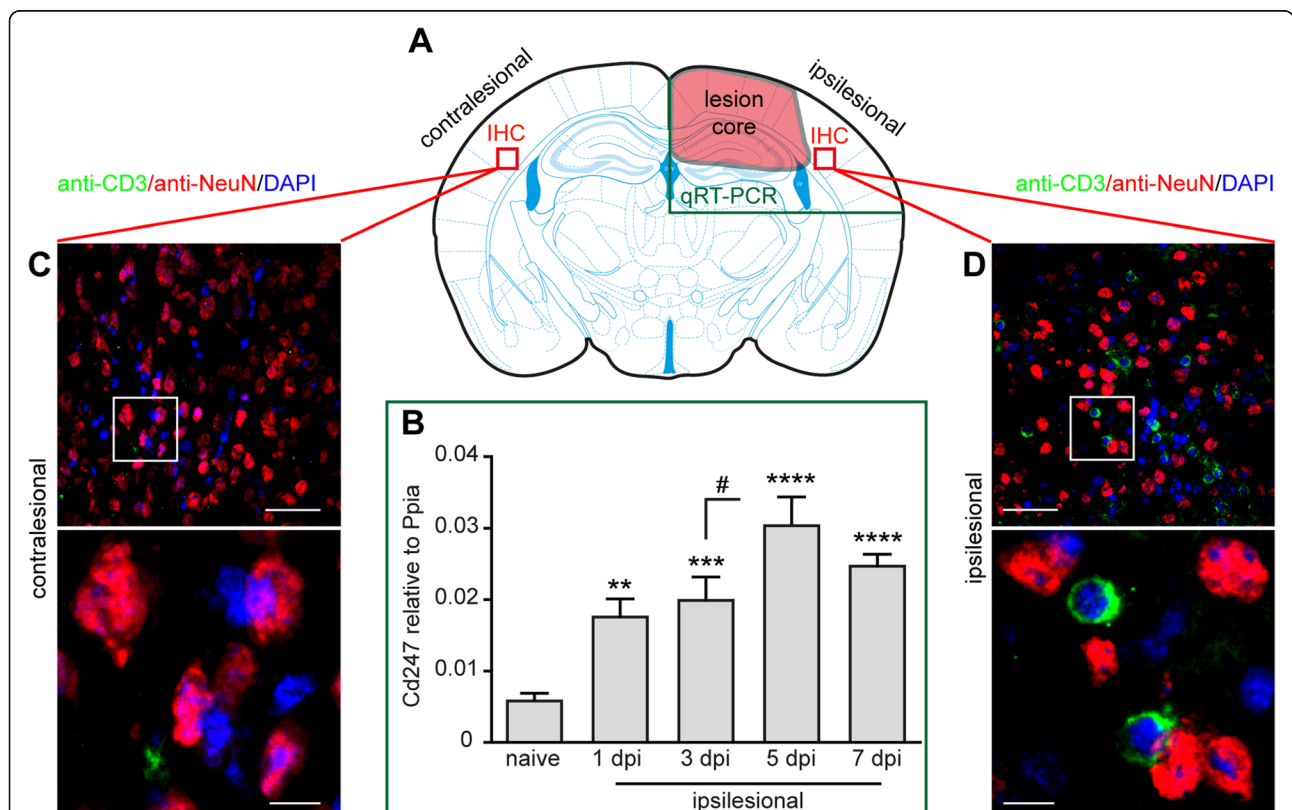 A
contralesional
ipsilesional
lesion
core
IHC
IHC
qRT-PCR
anti-CD3/anti-NeuN/DAPI
anti-CD3/anti-NeuN/DAPI
C
contralesional
B
Cd247 relative to Ppia
0.04
0.03
0.02
0.01
0
**
***
#
****
****
naive
1 dpi
3 dpi
5 dpi
7 dpi
ipsilesional
D
ipsilesional